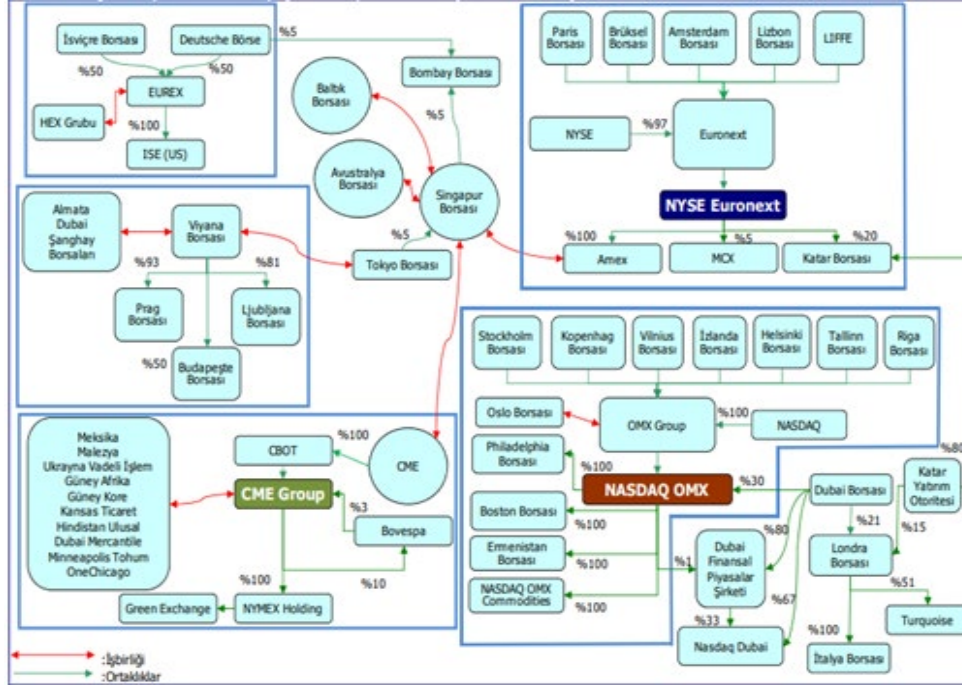 İsviçre Borsası
Deutsche Börse
%5
%50
%50
EUREX
HEX Grubu
%100
ISE (US)
Bombay Borsası
Baltık
Borsası
%5
Avustralya
Borsası
Singapur
Borsası
%5
Tokyo Borsası
Paris
Borsası
Brüksel
Borsası
Amsterdam
Borsası
Lizbon
Borsası
LIFFE
NYSE
%97
Euronext
NYSE Euronext
%100
%5
%20
Amex
MCX
Katar Borsası
Almata
Dubai
Şanghay
Borsaları
Viyana
Borsası
%93
%81
Prag
Borsası
Ljubljana
Borsası
%50
Budapeşte
Borsası
Stockholm
Borsası
Kopenhag
Borsası
Vilnius
Borsası
İzlanda
Borsası
Helsinki
Borsası
Tallinn
Borsası
Riga
Borsası
Oslo Borsası
OMX Group
%100
NASDAQ
Philadelphia
Borsası
%100
NASDAQ OMX
%30
Dubai Borsası
%80
Katar
Yatırım
Otoritesi
Boston Borsası
%100
%80
%21
%15
Ermenistan
Borsası
%100
%1
Dubai
Finansal
Piyasalar
Şirketi
Londra
Borsası
NASDAQ OMX
Commodities
%100
%67
%51
Turquoise
%33
%100
Nasdaq Dubai
İtalya Borsası
Meksika
Malezya
Ukrayna Vadeli İşlem
Güney Afrika
Güney Kore
Kansas Ticaret
Hindistan Ulusal
Dubai Mercantile
Minneapolis Tohum
OneChicago
CBOT
%100
CME
CME Group
%3
Bovespa
%100
%10
Green Exchange
NYMEX Holding
:İşbirliği
:Ortaklıklar